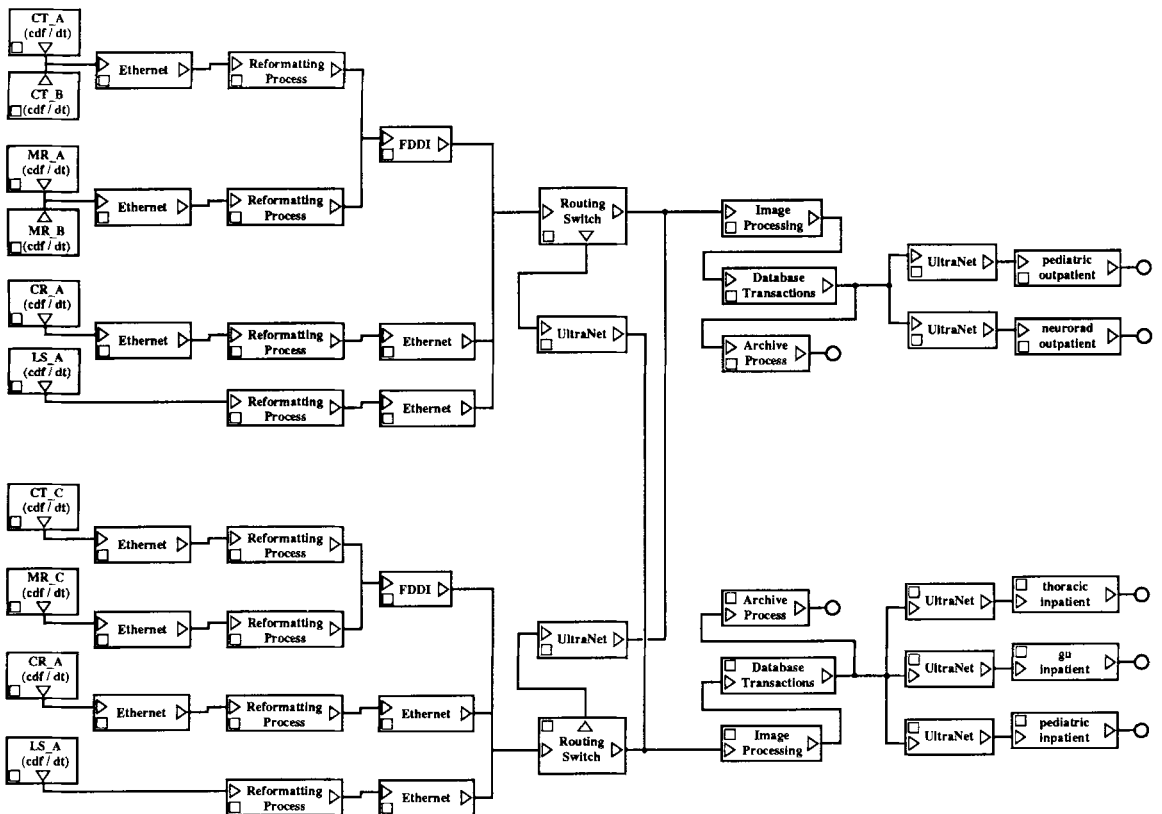 CT_A
(cdf / dt)
Ethernet
Reformatting
Process
CT_B
(cdf / dt)
FDDI
MR_A
(cdf / dt)
Ethernet
Reformatting
Process
MR_B
(cdf / dt)
CR_A
(cdf / dt)
Ethernet
Reformatting
Process
Ethernet
LS_A
(cdf / dt)
Reformatting
Process
Ethernet
Routing
Switch
UltraNet
Image
Processing
Database
Transactions
Archive
Process
UltraNet
pediatric
outpatient
UltraNet
neurorad
outpatient
CT_C
(cdf / dt)
Ethernet
Reformatting
Process
FDDI
MR_C
(cdf / dt)
Ethernet
Reformatting
Process
CR_A
(cdf / dt)
Ethernet
Reformatting
Process
Ethernet
LS_A
(cdf / dt)
Reformatting
Process
Ethernet
UltraNet
Routing
Switch
Archive
Process
Database
Transactions
Image
Processing
UltraNet
thoracic
inpatient
UltraNet
gu
inpatient
UltraNet
pediatric
inpatient